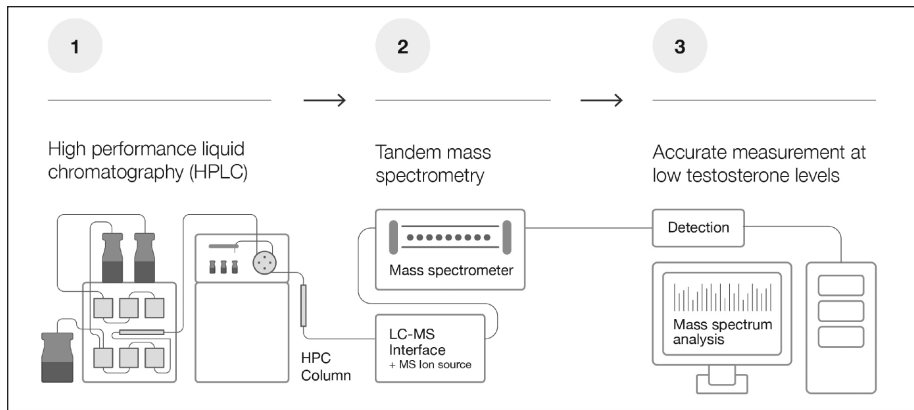 1
2
3
High performance liquid
chromatography (HPLC)
Tandem mass
spectrometry
Accurate measurement at
low testosterone levels
Mass spectrometer
Detection
LC-MS
Interface
+ MS Ion source
HPC
Column
Mass spectrum
analysis